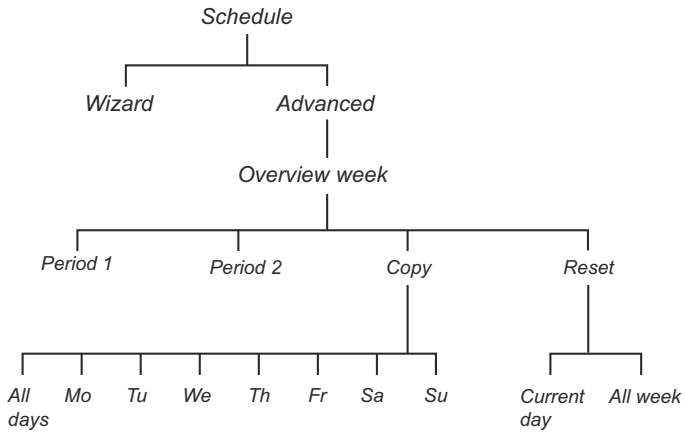 Schedule
Wizard Advanced
Overview week
Period 1 Period 2 Copy Reset
All days Mo Tu We Th Fr Sa Su Current day All week